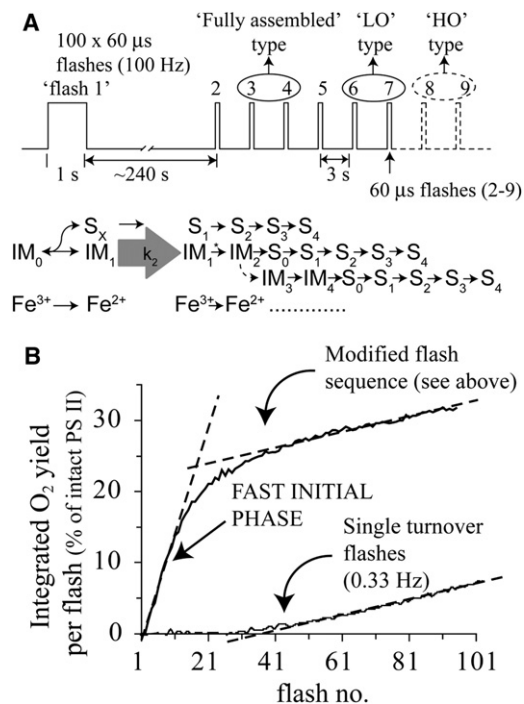 A
'Fully assembled' type
'LO' type
'HO' type
100 x 60 µs
flashes (100 Hz)
'flash 1'
2 3 4 5 6 7 8 9
1 s
~240 s
3 s
60 µs flashes (2-9)
S_X →
S₁→S₂→S₃→S₄
IM₀ IM₁ k₂ IM₁→IM₂→S₀→S₁→S₂→S₃→S₄
IM₃→IM₄→S₀→S₁→S₂→S₃→S₄
Fe³⁺→Fe²⁺ Fe³⁺→Fe²⁺ .............
B
Modified flash
sequence (see above)
FAST INITIAL
PHASE
Single turnover
flashes
(0.33 Hz)
Integrated O₂ yield
per flash (% of intact PS II)
30
20
10
0
1 21 41 61 81 101
flash no.